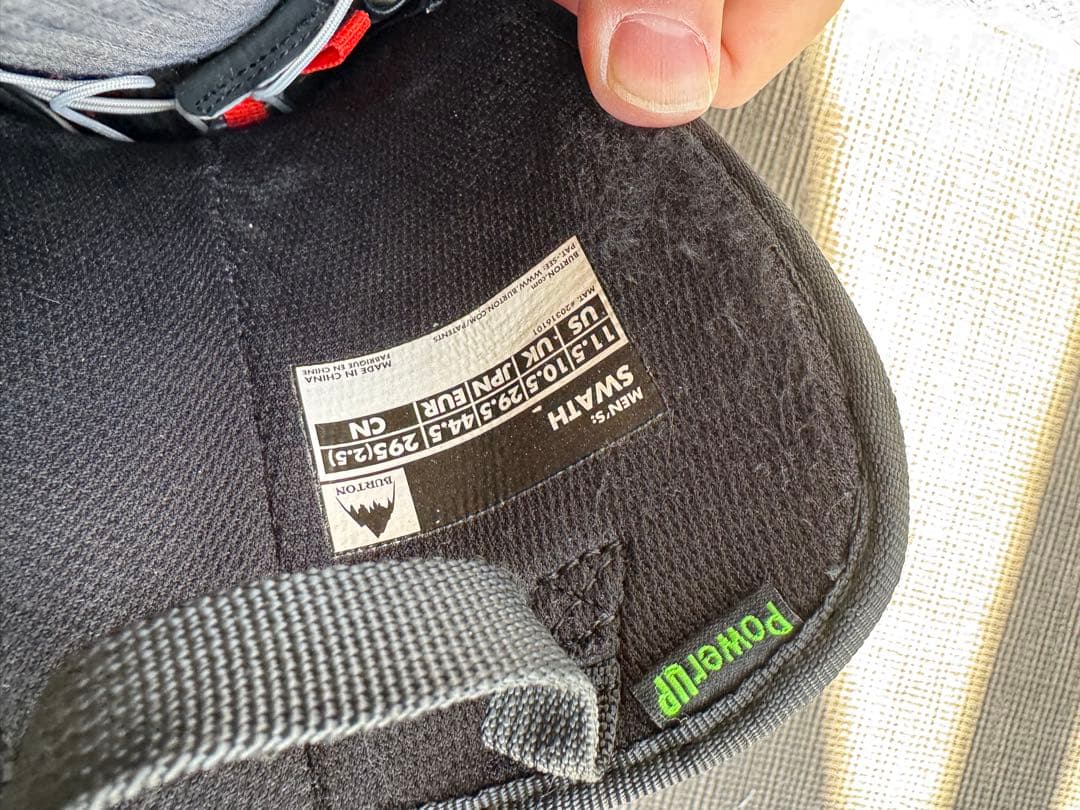 MEN'S:
SWATH
11.5 10.5 29.5 44.5 295(2.5)
US UK JPN EUR CN
MAT. #20316101
BURTON.com
PAT.-SEE: WWW.BURTON.COM/PATENTS
MADE IN CHINA
FABRIQUÉ EN CHINE
BURTON
PowerUP